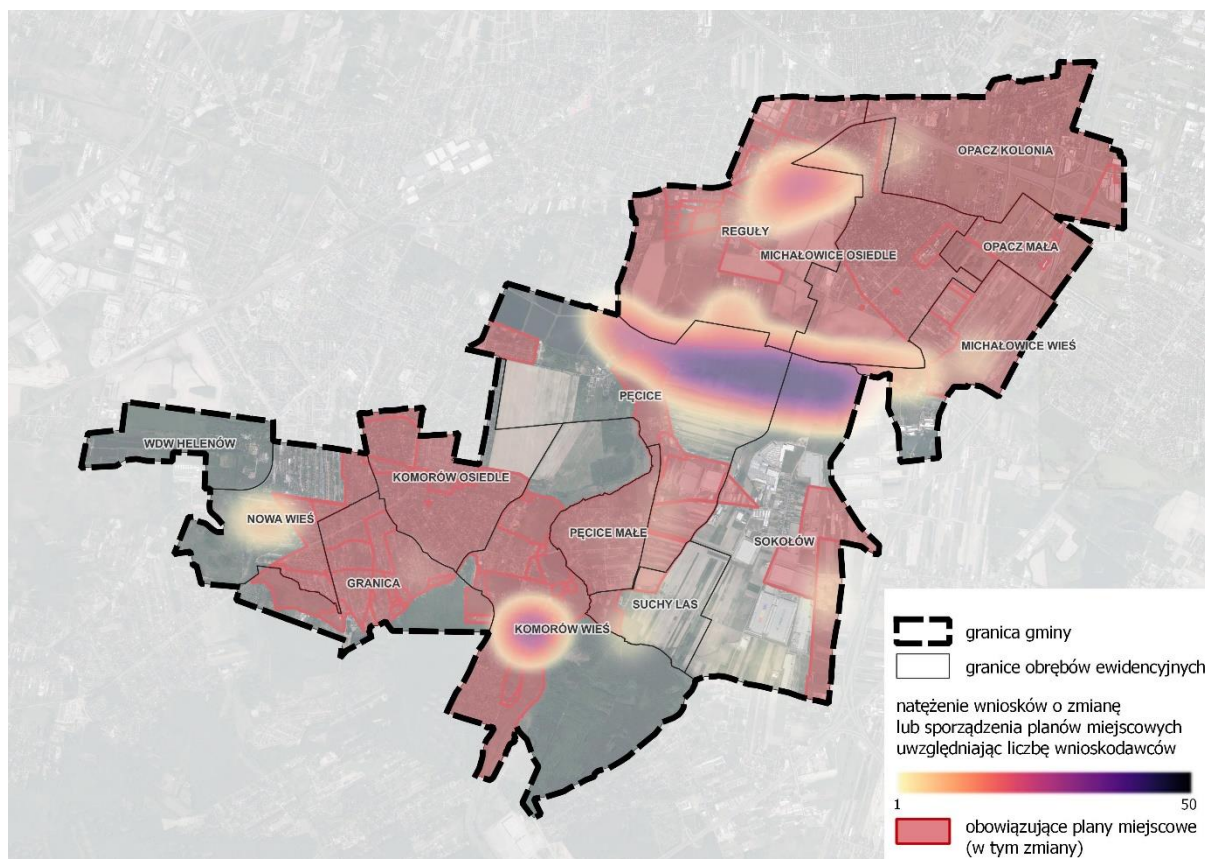 OPACZ KOLONIA
REGUŁY
OPACZ MAŁA
MICHAŁOWICE OSIEDLE
MICHAŁOWICE WIEŚ
PĘCICE
WDW HELENÓW
KOMORÓW OSIEDLE
NOWA WIEŚ
PĘCICE MAŁE
SOKOŁÓW
GRANICA
SUCHY LAS
KOMORÓW WIEŚ
granica gminy
granice obrębów ewidencyjnych
natężenie wniosków o zmianę
lub sporządzenia planów miejscowych
uwzględniając liczbę wnioskodawców
1 50
obowiązujące plany miejscowe
(w tym zmiany)